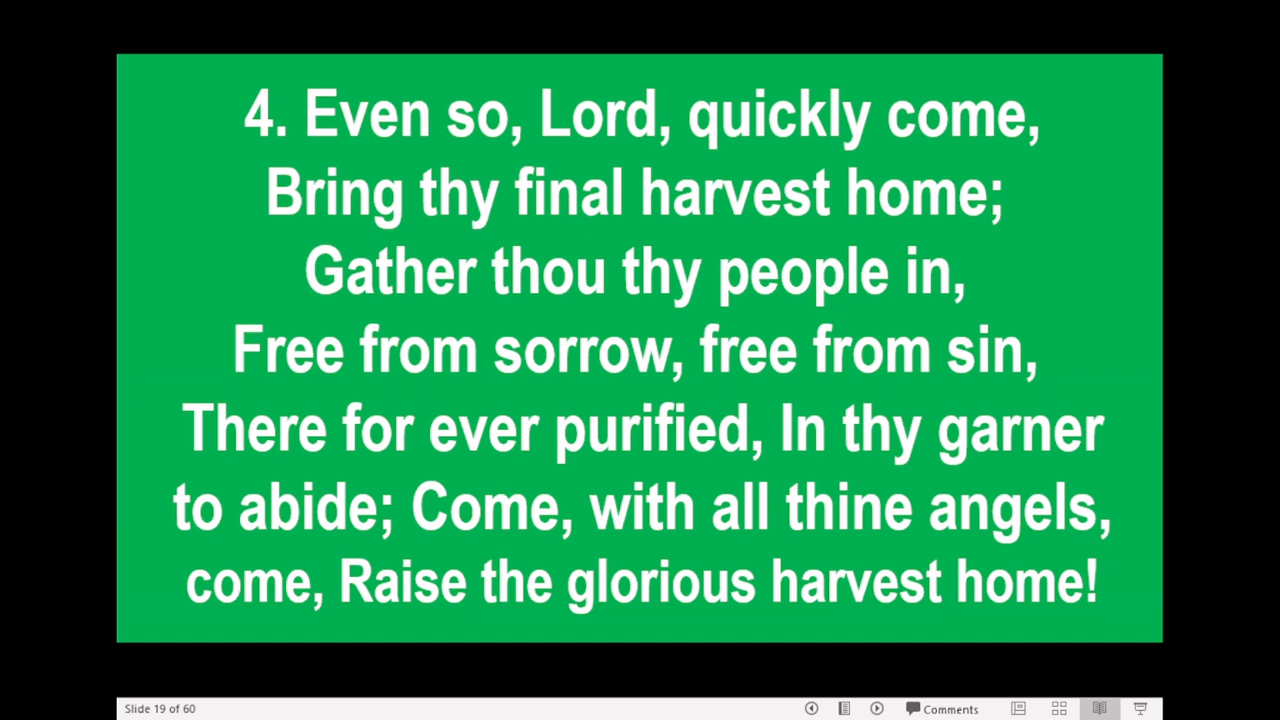 4. Even so, Lord, quickly come,
Bring thy final harvest home;
Gather thou thy people in,
Free from sorrow, free from sin,
There for ever purified, In thy garner
to abide; Come, with all thine angels,
come, Raise the glorious harvest home!
Slide 19 of 60
Comments